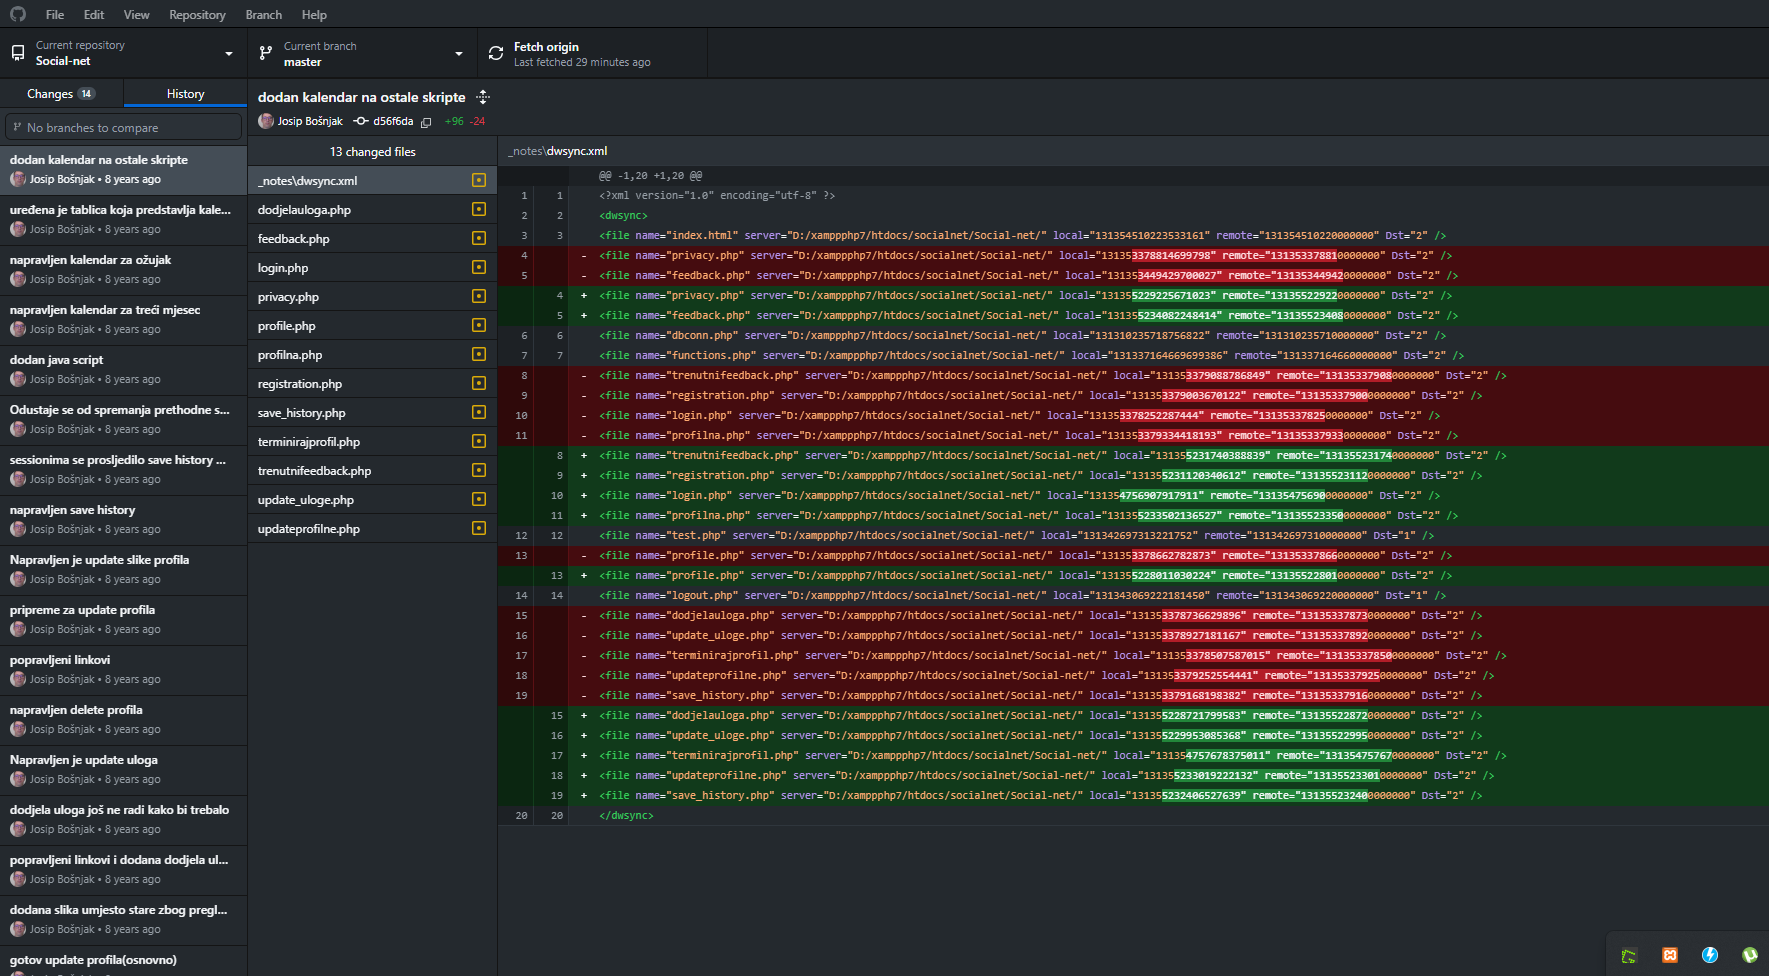 File Edit View Repository Branch Help
Current repository
Social-net
Current branch
master
Fetch origin
Last fetched 29 minutes ago
Changes 14
History
No branches to compare
dodan kalendar na ostale skripte
Josip Bošnjak • 8 years ago
uređena je tablica koja predstavlja kale...
Josip Bošnjak • 8 years ago
napravljen kalendar za ožujak
Josip Bošnjak • 8 years ago
napravljen kalendar za treći mjesec
Josip Bošnjak • 8 years ago
dodan java script
Josip Bošnjak • 8 years ago
Odustaje se od spremanja prethodne s...
Josip Bošnjak • 8 years ago
sessionima se prosljedilo save history ...
Josip Bošnjak • 8 years ago
napravljen save history
Josip Bošnjak • 8 years ago
Napravljen je update slike profila
Josip Bošnjak • 8 years ago
pripreme za update profila
Josip Bošnjak • 8 years ago
popravljeni linkovi
Josip Bošnjak • 8 years ago
napravljen delete profila
Josip Bošnjak • 8 years ago
Napravljen je update uloga
Josip Bošnjak • 8 years ago
dodjela uloga još ne radi kako bi trebalo
Josip Bošnjak • 8 years ago
popravljeni linkovi i dodana dodjela ul...
Josip Bošnjak • 8 years ago
dodana slika umjesto stare zbog pregl...
Josip Bošnjak • 8 years ago
gotov update profila(osnovno)
dodan kalendar na ostale skripte
Josip Bošnjak d56f6da +96 -24
13 changed files
_notes\dwsync.xml
dodjelauloga.php
feedback.php
login.php
privacy.php
profile.php
profilna.php
registration.php
save_history.php
terminirajprofil.php
trenutnifeedback.php
update_uloge.php
updateprofilne.php
_notes\dwsync.xml
@@ -1,20 +1,20 @@
1 1 <?xml version="1.0" encoding="utf-8" ?>
2 2 <dwsync>
3 3 <file name="index.html" server="D:/xamppphp7/htdocs/socialnet/Social-net/" local="131354510223533161" remote="131354510220000000" Dst="2" />
4 - <file name="privacy.php" server="D:/xamppphp7/htdocs/socialnet/Social-net/" local="131353378814699798" remote="131353378810000000" Dst="2" />
5 - <file name="feedback.php" server="D:/xamppphp7/htdocs/socialnet/Social-net/" local="131353449429700027" remote="131353449420000000" Dst="2" />
4 + <file name="privacy.php" server="D:/xamppphp7/htdocs/socialnet/Social-net/" local="131355229225671023" remote="131355229220000000" Dst="2" />
5 + <file name="feedback.php" server="D:/xamppphp7/htdocs/socialnet/Social-net/" local="131355234082248414" remote="131355234080000000" Dst="2" />
6 6 <file name="dbconn.php" server="D:/xamppphp7/htdocs/socialnet/Social-net/" local="131310235718756822" remote="131310235710000000" Dst="2" />
7 7 <file name="functions.php" server="D:/xamppphp7/htdocs/socialnet/Social-net/" local="131337164669699386" remote="131337164660000000" Dst="2" />
8 - <file name="trenutnifeedback.php" server="D:/xamppphp7/htdocs/socialnet/Social-net/" local="131353379088786849" remote="131353379080000000" Dst="2" />
9 - <file name="registration.php" server="D:/xamppphp7/htdocs/socialnet/Social-net/" local="131353379003670122" remote="131353379000000000" Dst="2" />
10 - <file name="login.php" server="D:/xamppphp7/htdocs/socialnet/Social-net/" local="131353378252287444" remote="131353378250000000" Dst="2" />
11 - <file name="profilna.php" server="D:/xamppphp7/htdocs/socialnet/Social-net/" local="131353379334418193" remote="131353379330000000" Dst="2" />
8 + <file name="trenutnifeedback.php" server="D:/xamppphp7/htdocs/socialnet/Social-net/" local="131355231740388839" remote="131355231740000000" Dst="2" />
9 + <file name="registration.php" server="D:/xamppphp7/htdocs/socialnet/Social-net/" local="131355231120340612" remote="131355231120000000" Dst="2" />
10 + <file name="login.php" server="D:/xamppphp7/htdocs/socialnet/Social-net/" local="131354756907917911" remote="131354756900000000" Dst="2" />
11 + <file name="profilna.php" server="D:/xamppphp7/htdocs/socialnet/Social-net/" local="131355233502136527" remote="131355233500000000" Dst="2" />
12 12 <file name="test.php" server="D:/xamppphp7/htdocs/socialnet/Social-net/" local="131342697313221752" remote="131342697310000000" Dst="1" />
13 - <file name="profile.php" server="D:/xamppphp7/htdocs/socialnet/Social-net/" local="131353378662782873" remote="131353378660000000" Dst="2" />
13 + <file name="profile.php" server="D:/xamppphp7/htdocs/socialnet/Social-net/" local="131355228011030224" remote="131355228010000000" Dst="2" />
14 14 <file name="logout.php" server="D:/xamppphp7/htdocs/socialnet/Social-net/" local="131343069222181450" remote="131343069220000000" Dst="1" />
15 - <file name="dodjelauloga.php" server="D:/xamppphp7/htdocs/socialnet/Social-net/" local="131353378736629896" remote="131353378730000000" Dst="2" />
16 - <file name="update_uloge.php" server="D:/xamppphp7/htdocs/socialnet/Social-net/" local="131353378927181167" remote="131353378920000000" Dst="2" />
17 - <file name="terminirajprofil.php" server="D:/xamppphp7/htdocs/socialnet/Social-net/" local="131353378507587015" remote="131353378500000000" Dst="2" />
18 - <file name="updateprofilne.php" server="D:/xamppphp7/htdocs/socialnet/Social-net/" local="131353379252554441" remote="131353379250000000" Dst="2" />
19 - <file name="save_history.php" server="D:/xamppphp7/htdocs/socialnet/Social-net/" local="131353379168198382" remote="131353379160000000" Dst="2" />
15 + <file name="dodjelauloga.php" server="D:/xamppphp7/htdocs/socialnet/Social-net/" local="131355228721799583" remote="131355228720000000" Dst="2" />
16 + <file name="update_uloge.php" server="D:/xamppphp7/htdocs/socialnet/Social-net/" local="131355229953085368" remote="131355229950000000" Dst="2" />
17 + <file name="terminirajprofil.php" server="D:/xamppphp7/htdocs/socialnet/Social-net/" local="131354757678375011" remote="131354757670000000" Dst="2" />
18 + <file name="updateprofilne.php" server="D:/xamppphp7/htdocs/socialnet/Social-net/" local="131355233019222132" remote="131355233010000000" Dst="2" />
19 + <file name="save_history.php" server="D:/xamppphp7/htdocs/socialnet/Social-net/" local="131355232406527639" remote="131355232400000000" Dst="2" />
20 20 </dwsync>